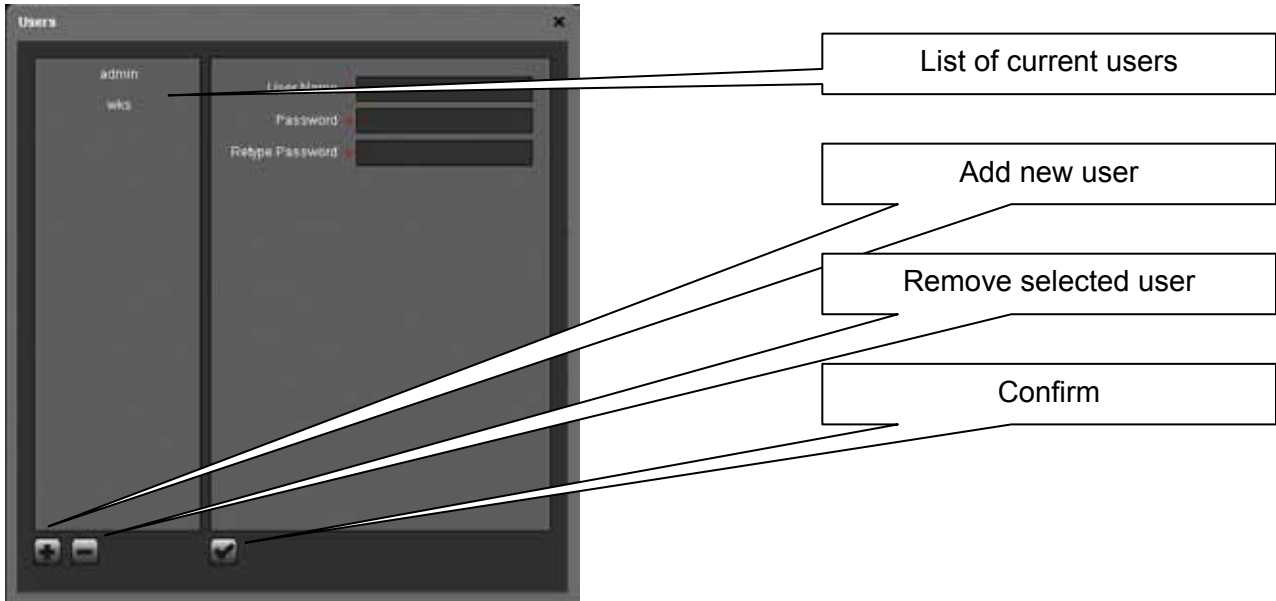 Users
admin
wks
User Name
Password
Retype Password
List of current users
Add new user
Remove selected user
Confirm